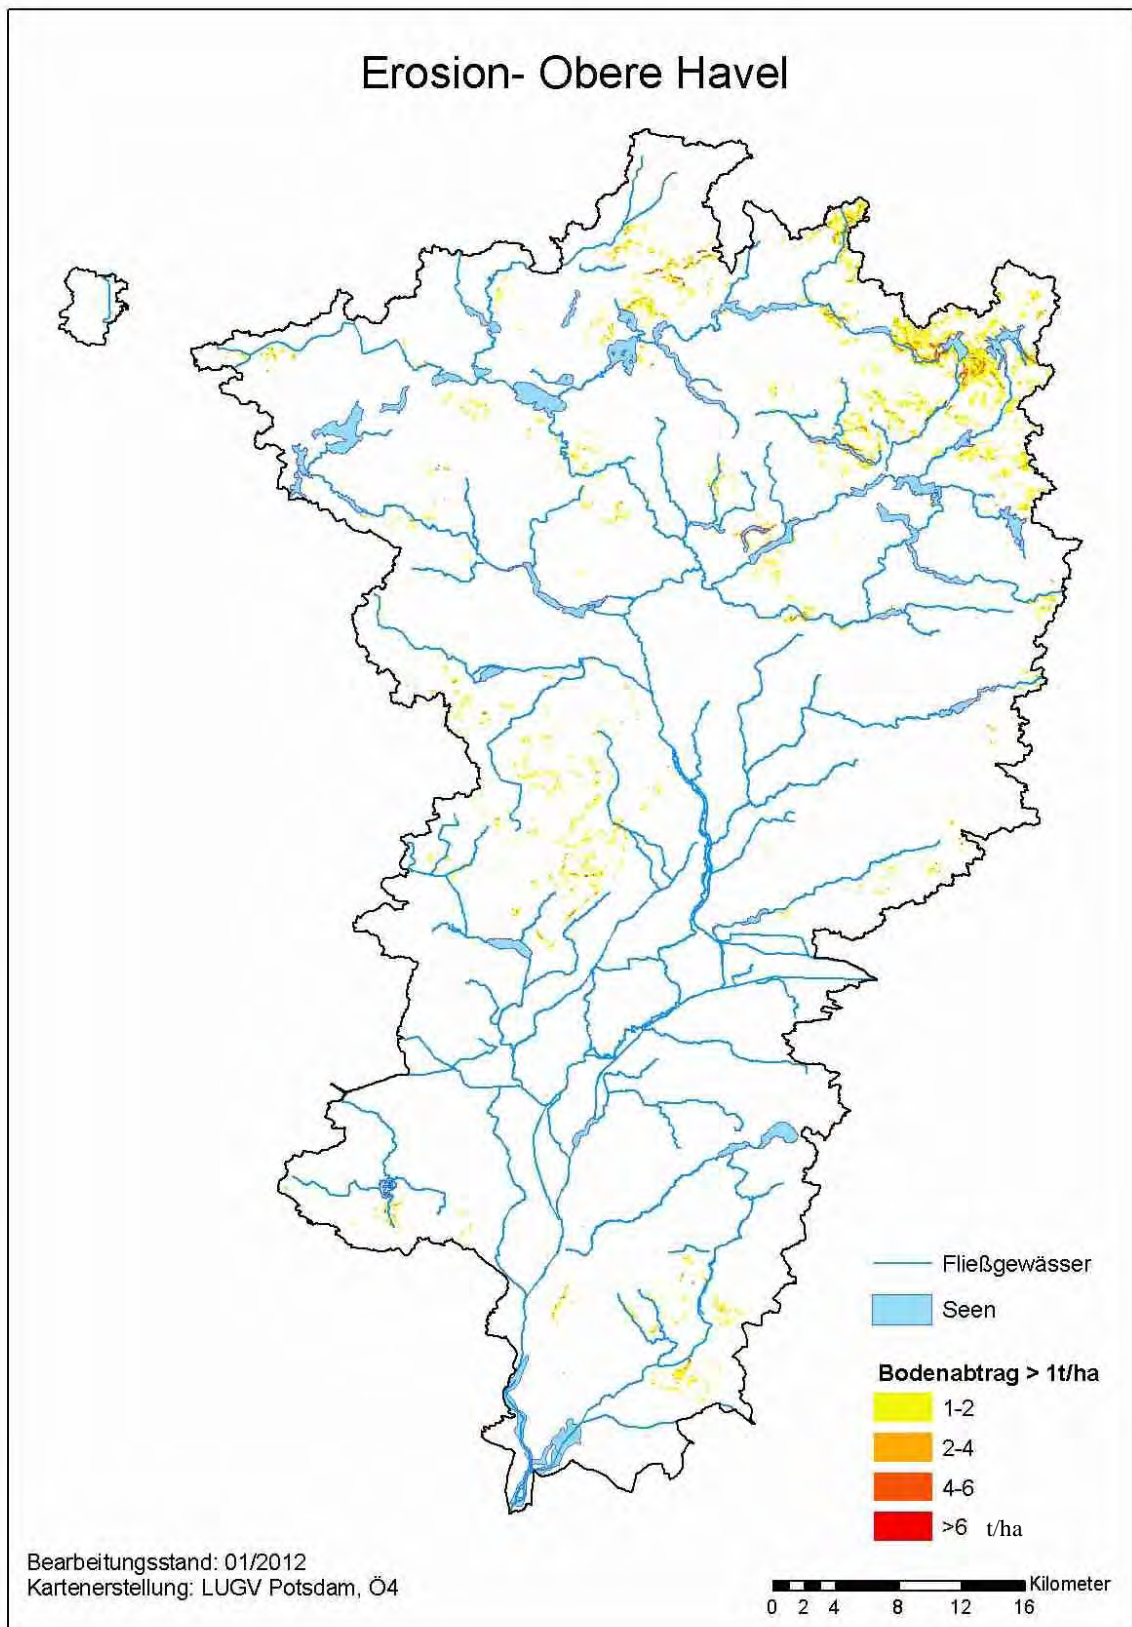 Erosion- Obere Havel
Fließgewässer
Seen
Bodenabtrag > 1t/ha
1-2
2-4
4-6
>6 t/ha
Bearbeitungsstand: 01/2012
Kartenerstellung: LUGV Potsdam, Ö4
Kilometer
0 2 4 8 12 16